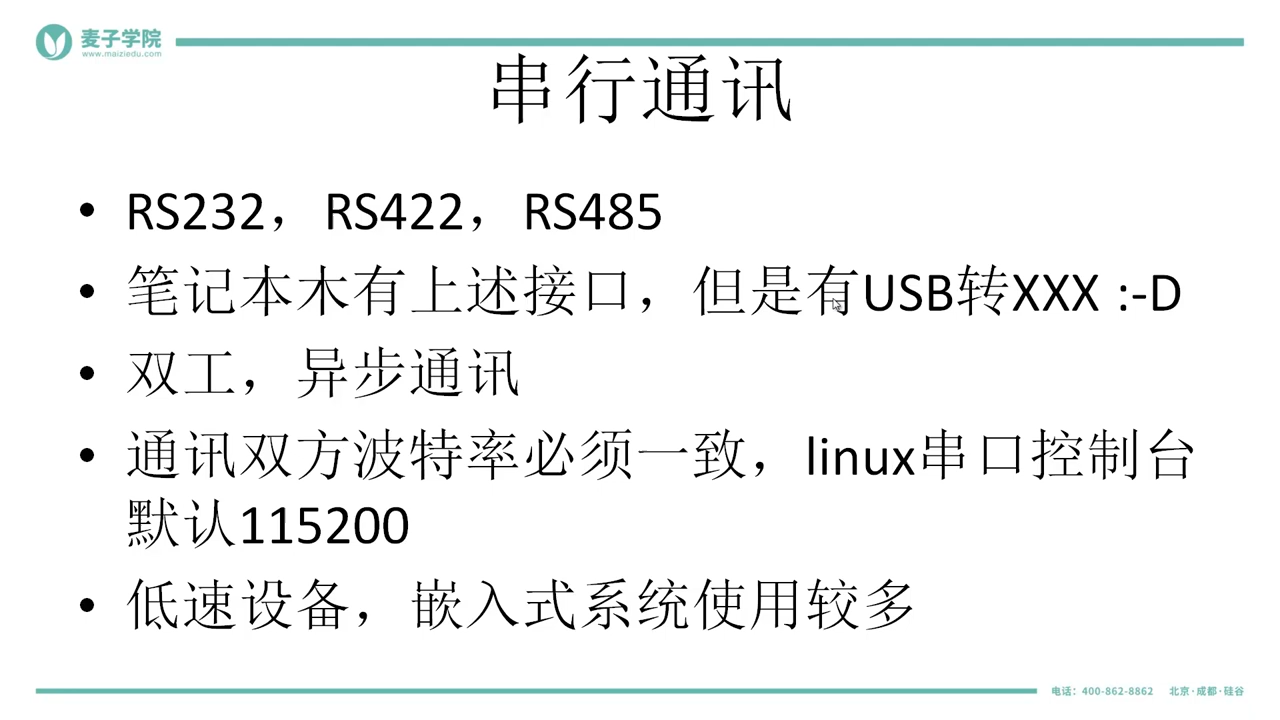 麦子学院
www.maiziedu.com
串行通讯
• RS232，RS422，RS485
• 笔记本木有上述接口，但是有USB转XXX :-D
• 双工，异步通讯
• 通讯双方波特率必须一致，linux串口控制台
默认115200
• 低速设备，嵌入式系统使用较多
电话：400-862-8862 北京·成都·硅谷